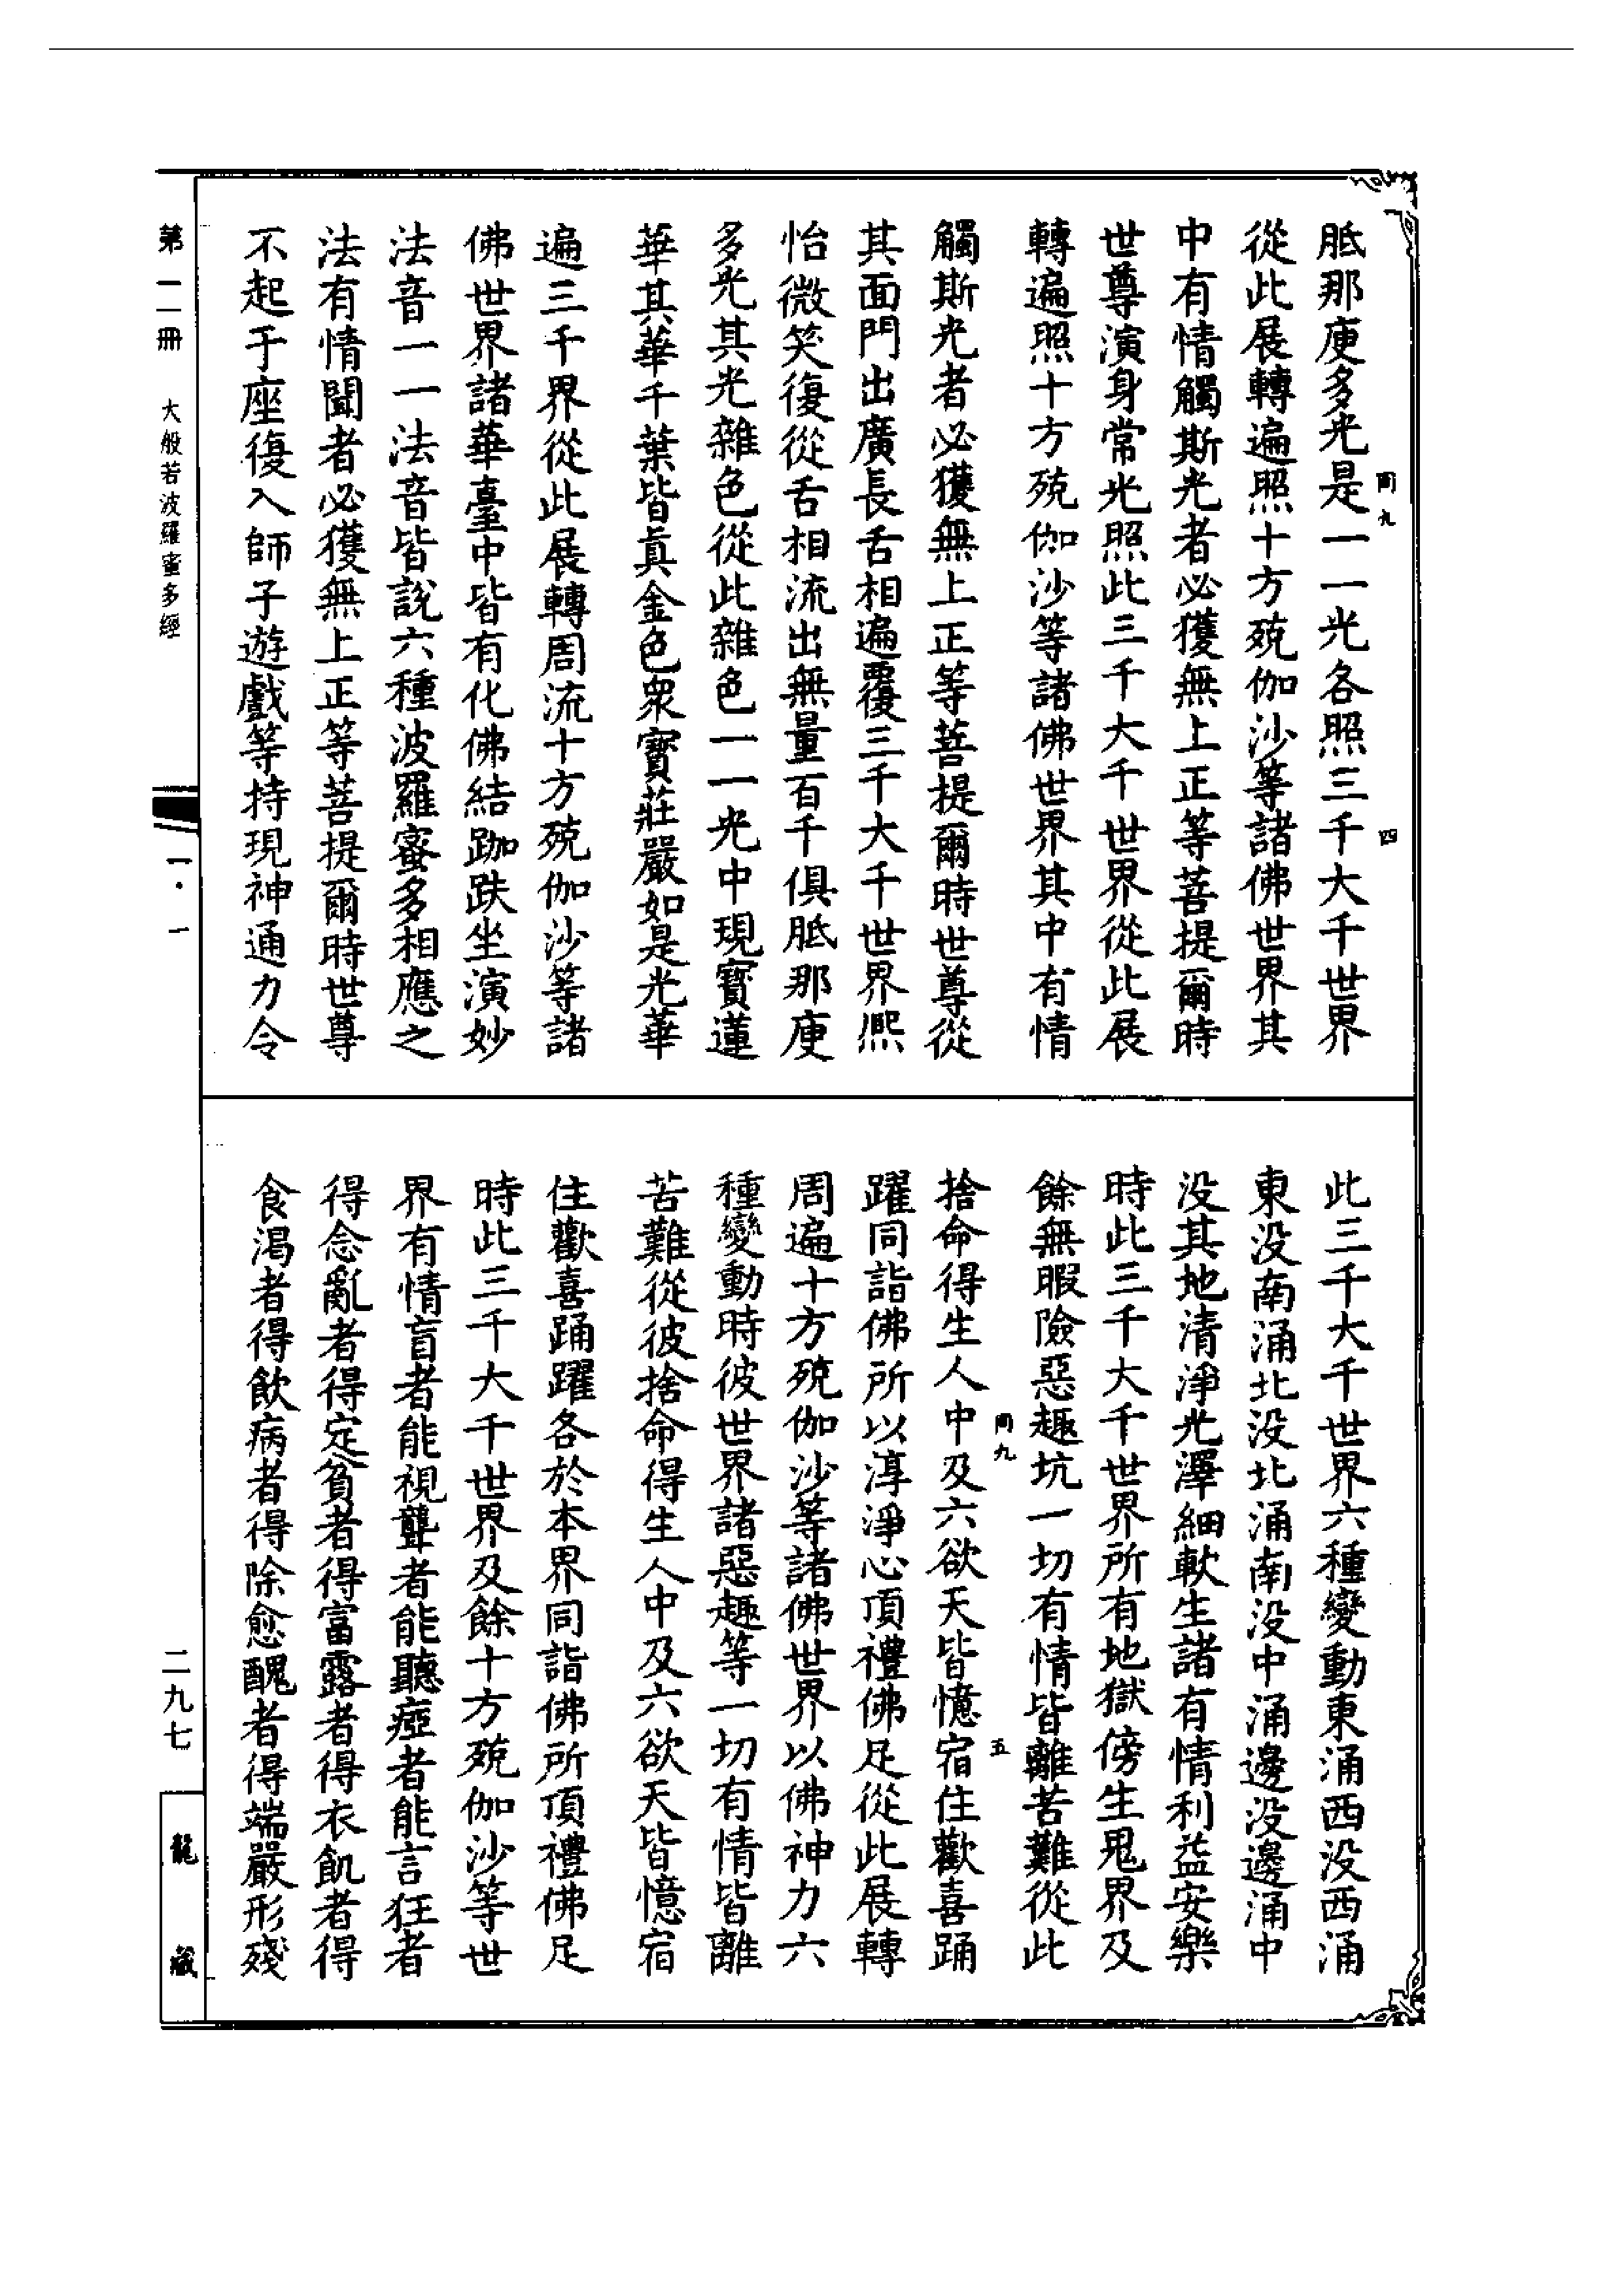 胝那庾多光是一一光各照三千大千世界
從此展轉遍照十方殑伽沙等諸佛世界其
中有情觸斯光者必獲無上正等菩提爾時
世尊演身常光照此三千大千世界從此展
轉遍照十方殑伽沙等諸佛世界其中有情
觸斯光者必獲無上正等菩提爾時世尊從
其面門出廣長舌相遍覆三千大千世界熙
怡微笑復從舌相流出無量百千俱胝那庾
多光其光雜色從此雜色一一光中現寶蓮
華其華千葉皆真金色眾寶莊嚴如是光華
遍三千界從此展轉周流十方殑伽沙等諸
佛世界諸華臺中皆有化佛結跏趺坐演妙
法音一一法音皆說六種波羅蜜多相應之
法有情聞者必獲無上正等菩提爾時世尊
不起于座復入師子遊戲等持現神通力令
此三千大千世界六種變動東涌西没西涌
東没南涌北没北涌南没中涌邊没邊涌中
没其地清淨光澤細軟生諸有情利益安樂
時此三千大千世界所有地獄傍生鬼界及
餘無暇險惡趣坑一切有情皆離苦難從此
捨命得生人中及六欲天皆憶宿住歡喜踊
躍同詣佛所以淳淨心頂禮佛足從此展轉
周遍十方殑伽沙等諸佛世界以佛神力六
種變動時彼世界諸惡趣等一切有情皆離
苦難從彼捨命得生人中及六欲天皆憶宿
住歡喜踊躍各於本界同詣佛所頂禮佛足
時此三千大千世界及餘十方殑伽沙等世
界有情盲者能視聾者能聽瘂者能言狂者
得念亂者得定貧者得富露者得衣飢者得
食渴者得飲病者得除愈醜者得端嚴形殘
四
五
大般若波羅蜜多經
一·一
二九七
龍藏